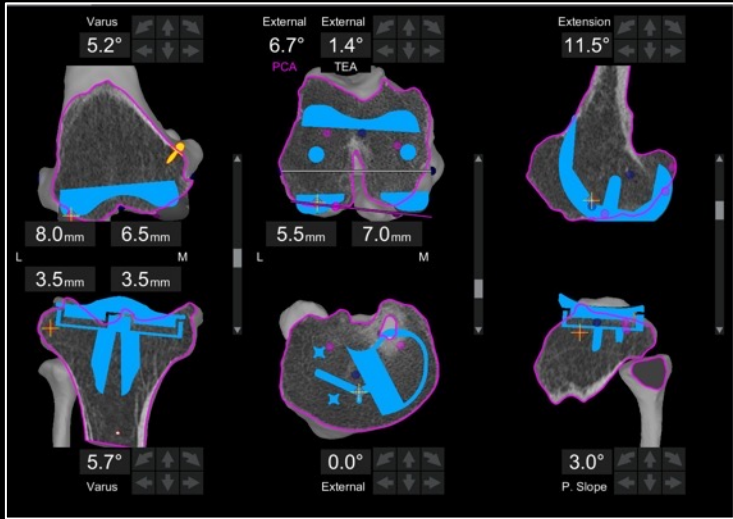 Varus
5.2°
External External
6.7° 1.4°
PCA TEA
Extension
11.5°
8.0mm 6.5mm
5.5mm 7.0mm
L M
L M
3.5mm 3.5mm
5.7°
Varus
0.0°
External
3.0°
P. Slope